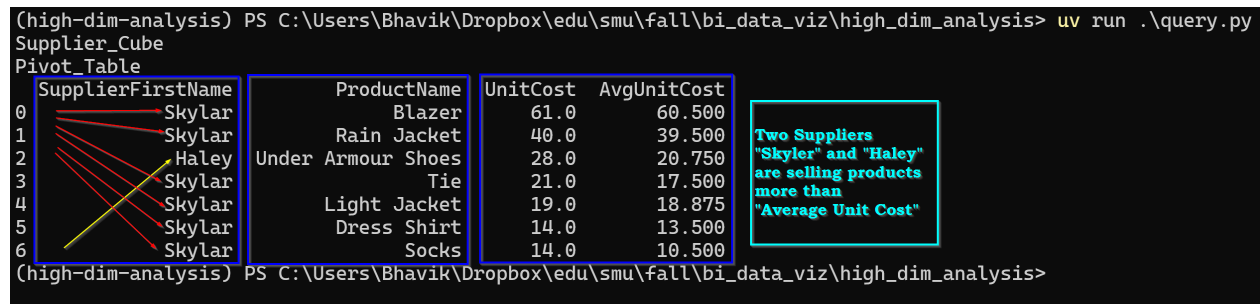 (high-dim-analysis) PS C:\Users\Bhavik\Dropbox\edu\smu\fall\bi_data_viz\high_dim_analysis> uv run .\query.py
Supplier_Cube
Pivot_Table
SupplierFirstName ProductName UnitCost AvgUnitCost
0 Skylar Blazer 61.0 60.500
1 Skylar Rain Jacket 40.0 39.500
2 Haley Under Armour Shoes 28.0 20.750
3 Skylar Tie 21.0 17.500
4 Skylar Light Jacket 19.0 18.875
5 Skylar Dress Shirt 14.0 13.500
6 Skylar Socks 14.0 10.500
Two Suppliers
"Skyler" and "Haley"
are selling products
more than
"Average Unit Cost"
(high-dim-analysis) PS C:\Users\Bhavik\Dropbox\edu\smu\fall\bi_data_viz\high_dim_analysis>